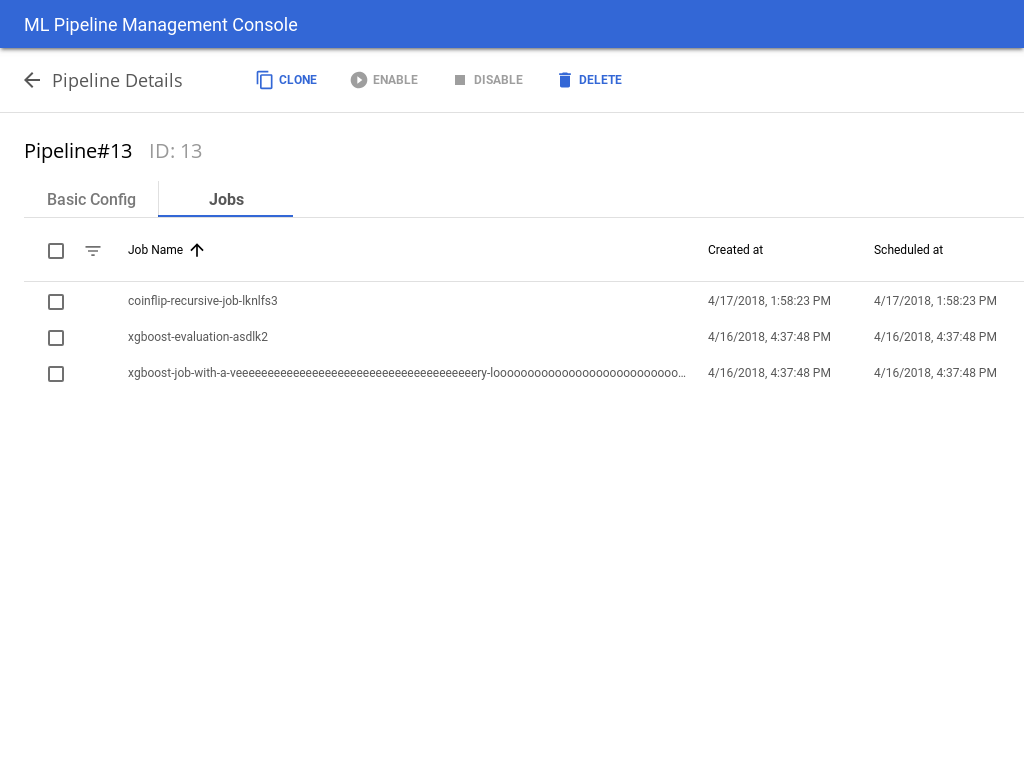 ML Pipeline Management Console
Pipeline Details CLONE ENABLE DISABLE DELETE
Pipeline#13 ID: 13
Basic Config Jobs
Job Name Created at Scheduled at
coinflip-recursive-job-lknlfs3 4/17/2018, 1:58:23 PM 4/17/2018, 1:58:23 PM
xgboost-evaluation-asdlk2 4/16/2018, 4:37:48 PM 4/16/2018, 4:37:48 PM
xgboost-job-with-a-veeeeeeeeeeeeeeeeeeeeeeeeeeeeeeeeeeeeeeery-looooooooooooooooooooooooooo... 4/16/2018, 4:37:48 PM 4/16/2018, 4:37:48 PM